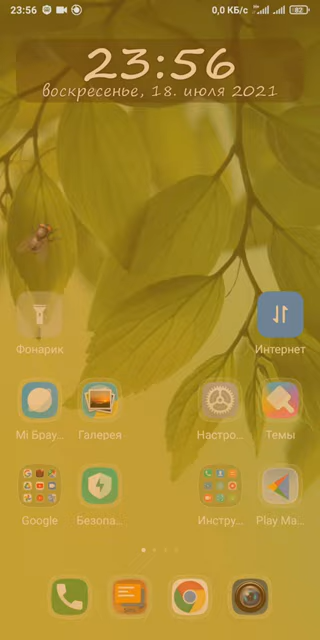 23:56
0,0 КБ/с
82
23:56
воскресенье, 18. июля 2021
Фонарик
Интернет
Mi Брау...
Галерея
Настро...
Темы
Google
Безопа...
Инстру...
Play Ма...